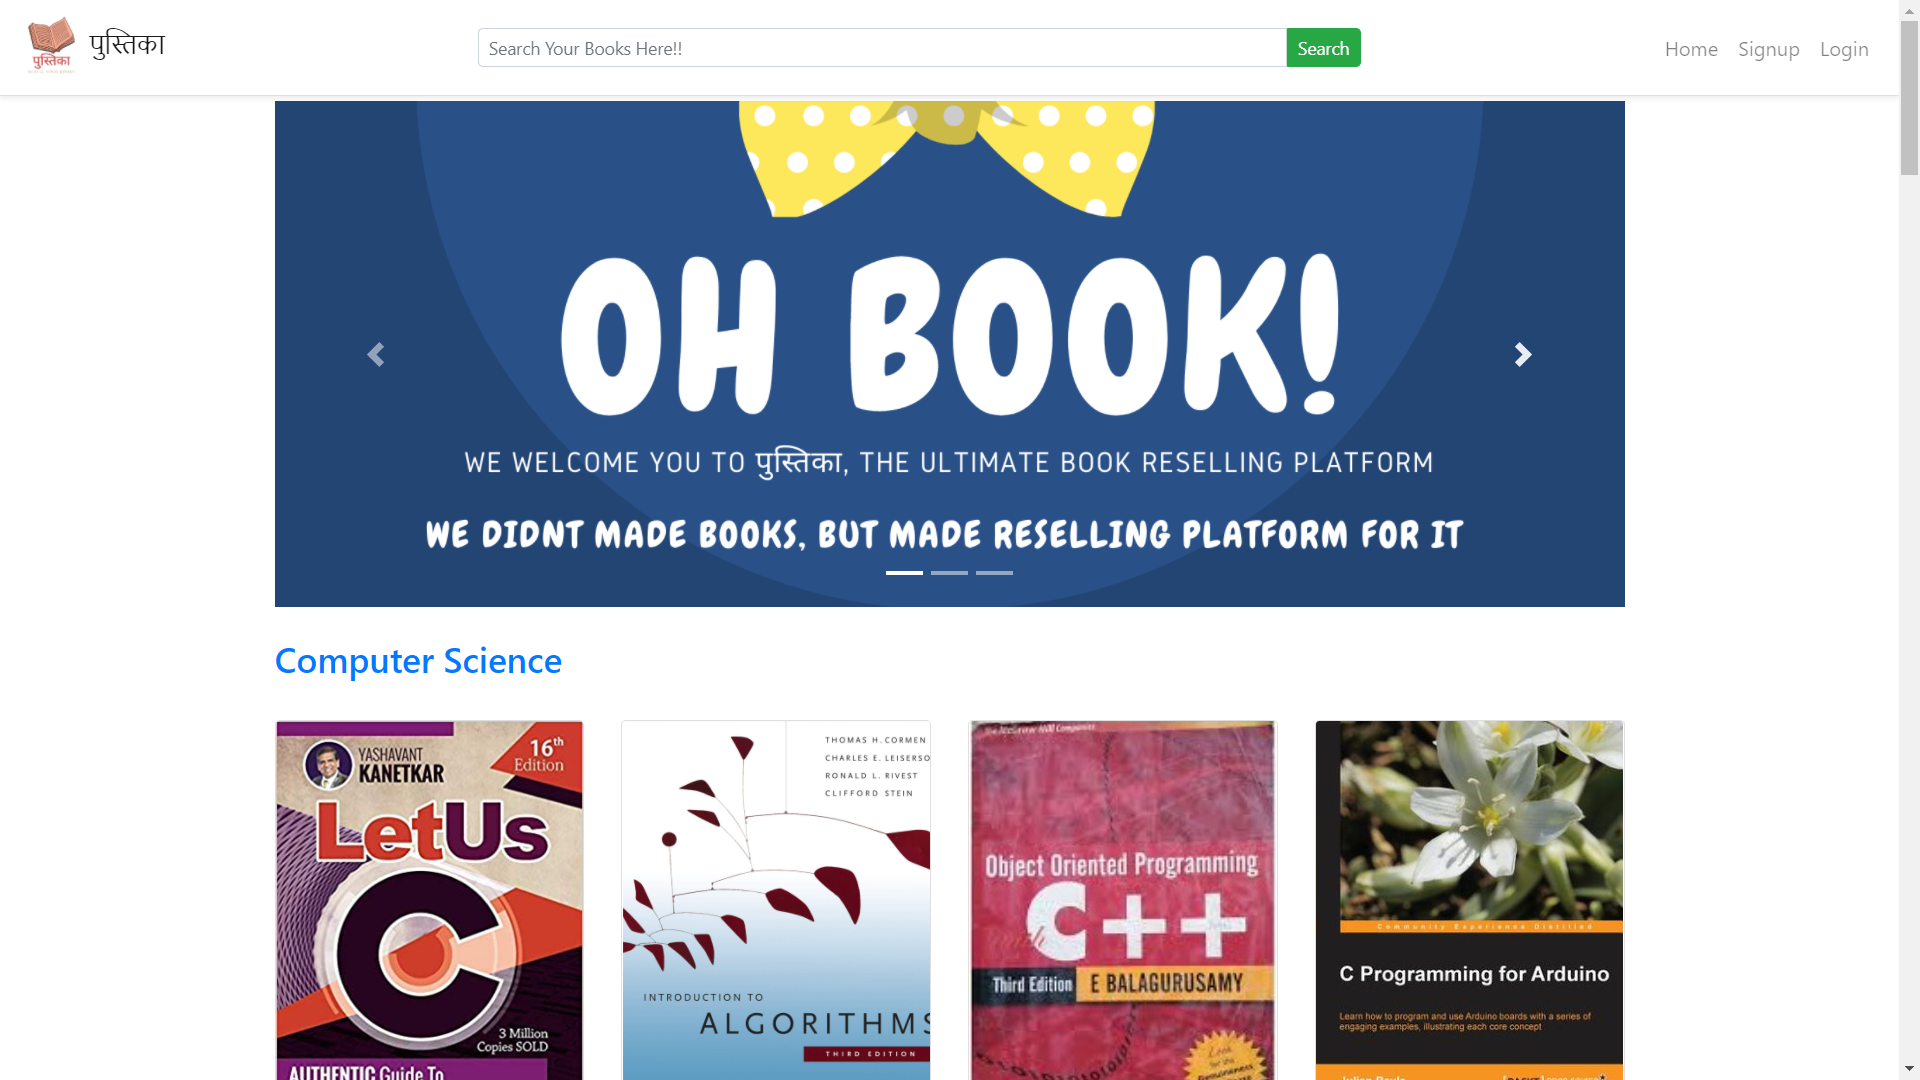 पुस्तिका
पुस्तिका
Search Your Books Here!!
Search
Home
Signup
Login
OH BOOK!
WE WELCOME YOU TO पुस्तिका, THE ULTIMATE BOOK RESELLING PLATFORM
WE DIDNT MADE BOOKS, BUT MADE RESELLING PLATFORM FOR IT
Computer Science
YASHAVANT
KANETKAR
16th
Edition
LetUs
C
3 Million
Copies SOLD
AUTHENTIC Guide To
THOMAS H. CORMEN
CHARLES E. LEISERSO
RONALD L. RIVEST
CLIFFORD STEIN
INTRODUCTION TO
ALGORITHMS
THIRD EDITION
Object Oriented Programming
with
C++
Third Edition
E BALAGURUSAMY
Community Experience Distilled
C Programming for Arduino
Learn how to program and use Arduino boards with a series of
engaging examples, illustrating each core concept